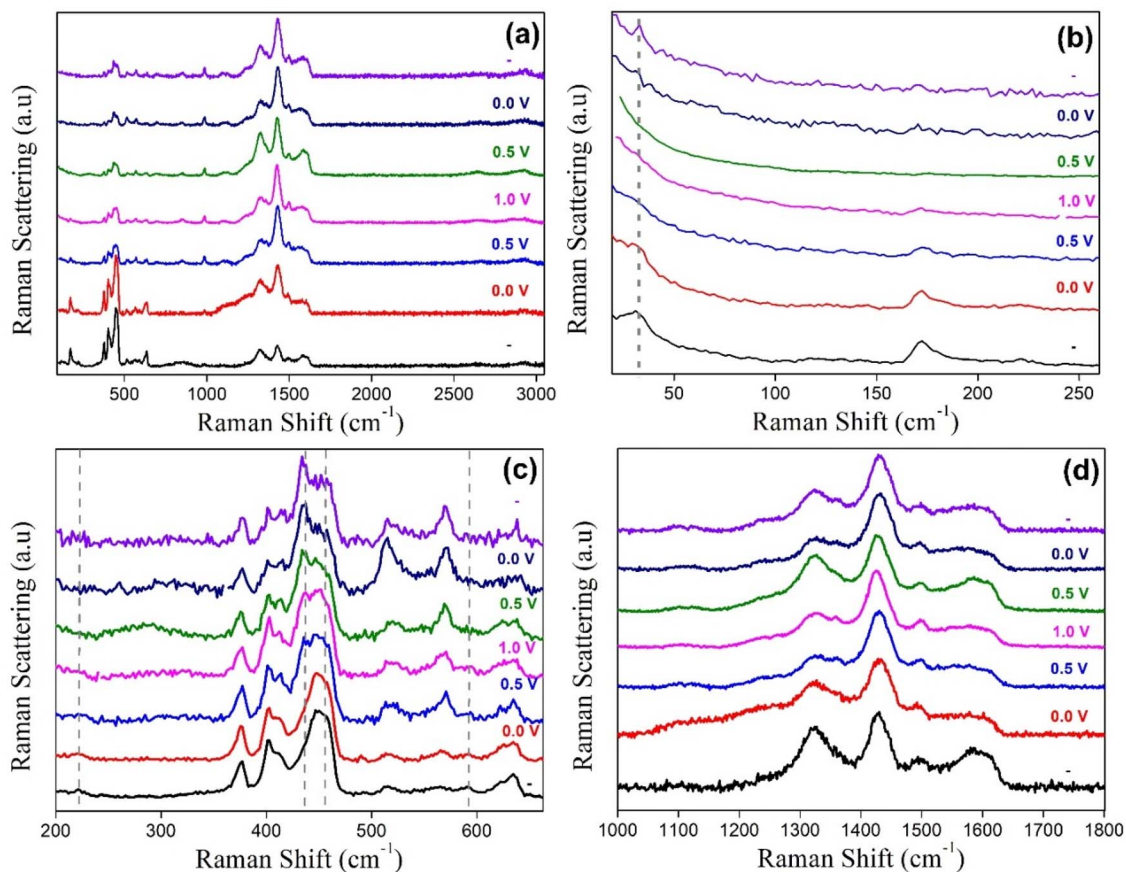 (a)
-
0.0 V
0.5 V
1.0 V
0.5 V
0.0 V
-
Raman Scattering (a.u)
500 1000 1500 2000 2500 3000
Raman Shift (cm⁻¹)
(b)
-
0.0 V
0.5 V
1.0 V
0.5 V
0.0 V
-
Raman Scattering (a.u)
50 100 150 200 250
Raman Shift (cm⁻¹)
(c)
-
0.0 V
0.5 V
1.0 V
0.5 V
0.0 V
-
Raman Scattering (a.u)
200 300 400 500 600
Raman Shift (cm⁻¹)
(d)
-
0.0 V
0.5 V
1.0 V
0.5 V
0.0 V
-
Raman Scattering (a.u)
1000 1100 1200 1300 1400 1500 1600 1700 1800
Raman Shift (cm⁻¹)